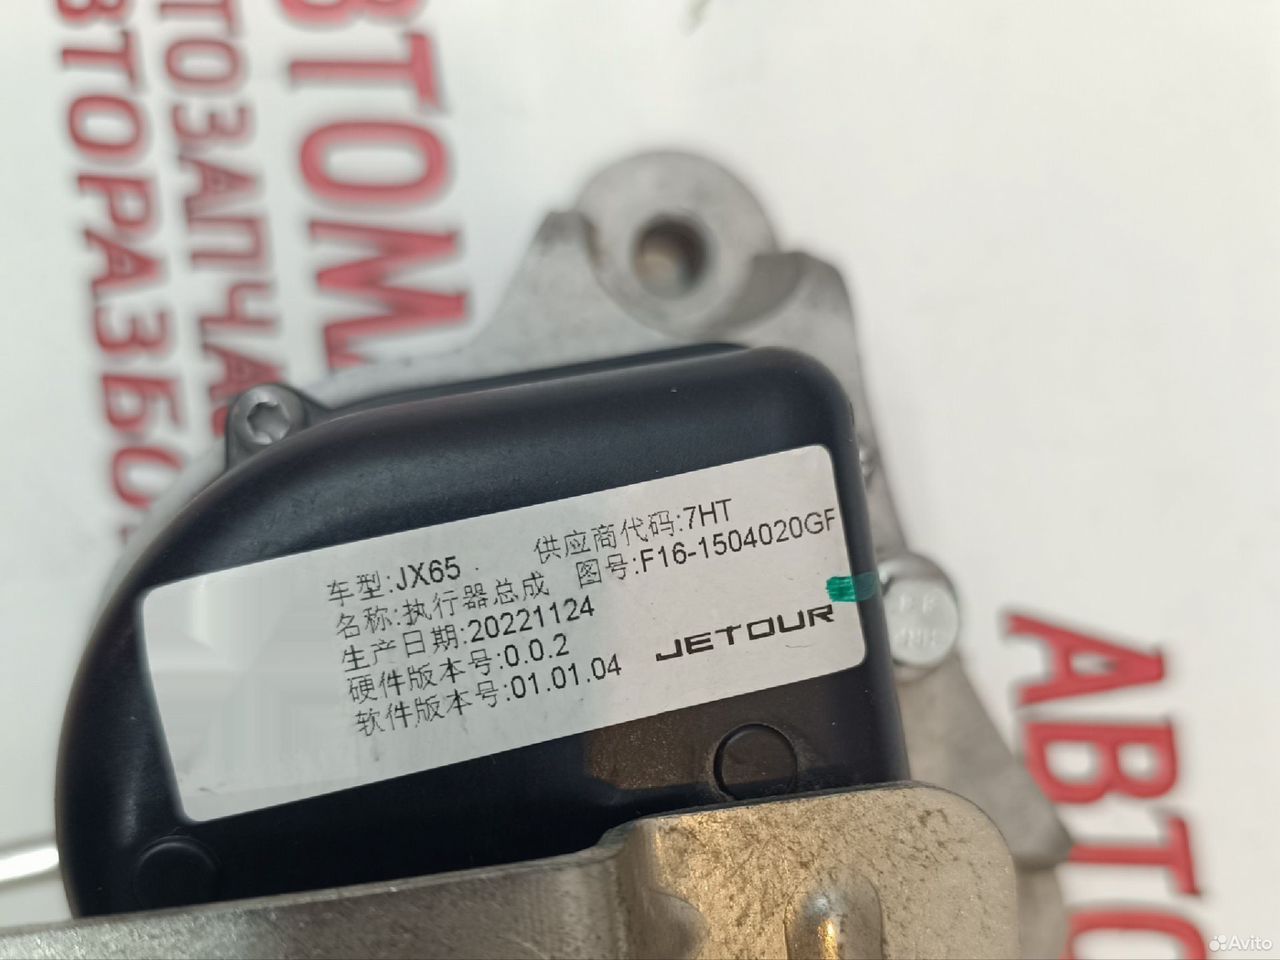 车型:JX65
供应商代码:7HT
名称:执行器总成
图号:F16-1504020GF
生产日期:20221124
硬件版本号:0.0.2
软件版本号:01.01.04
JETOUR
АВТО
Avito